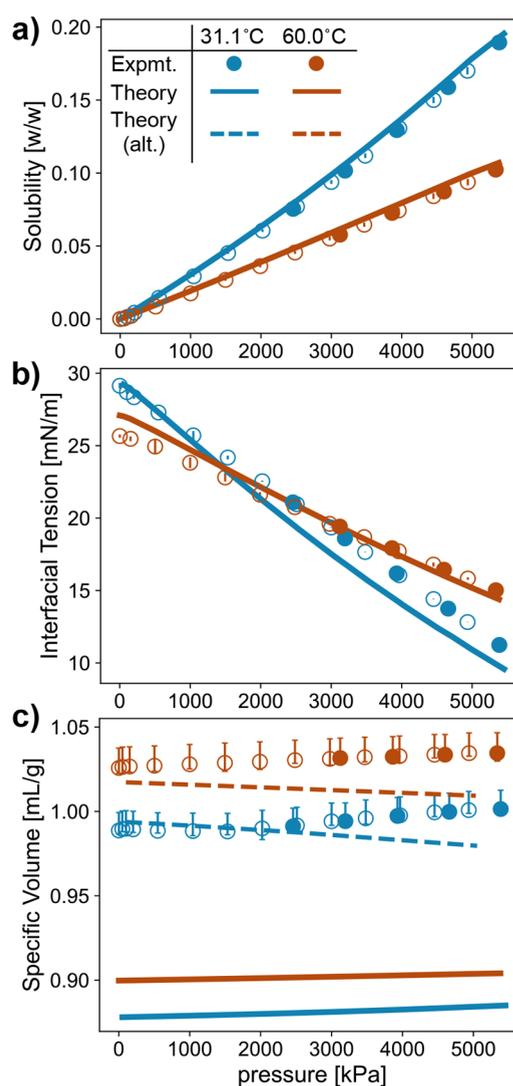 a)
31.1°C 60.0°C
Expmt.
Theory
Theory
(alt.)
Solubility [w/w]
0.20
0.15
0.10
0.05
0.00
0 1000 2000 3000 4000 5000
b)
Interfacial Tension [mN/m]
30
25
20
15
10
0 1000 2000 3000 4000 5000
c)
Specific Volume [mL/g]
1.05
1.00
0.95
0.90
0 1000 2000 3000 4000 5000
pressure [kPa]